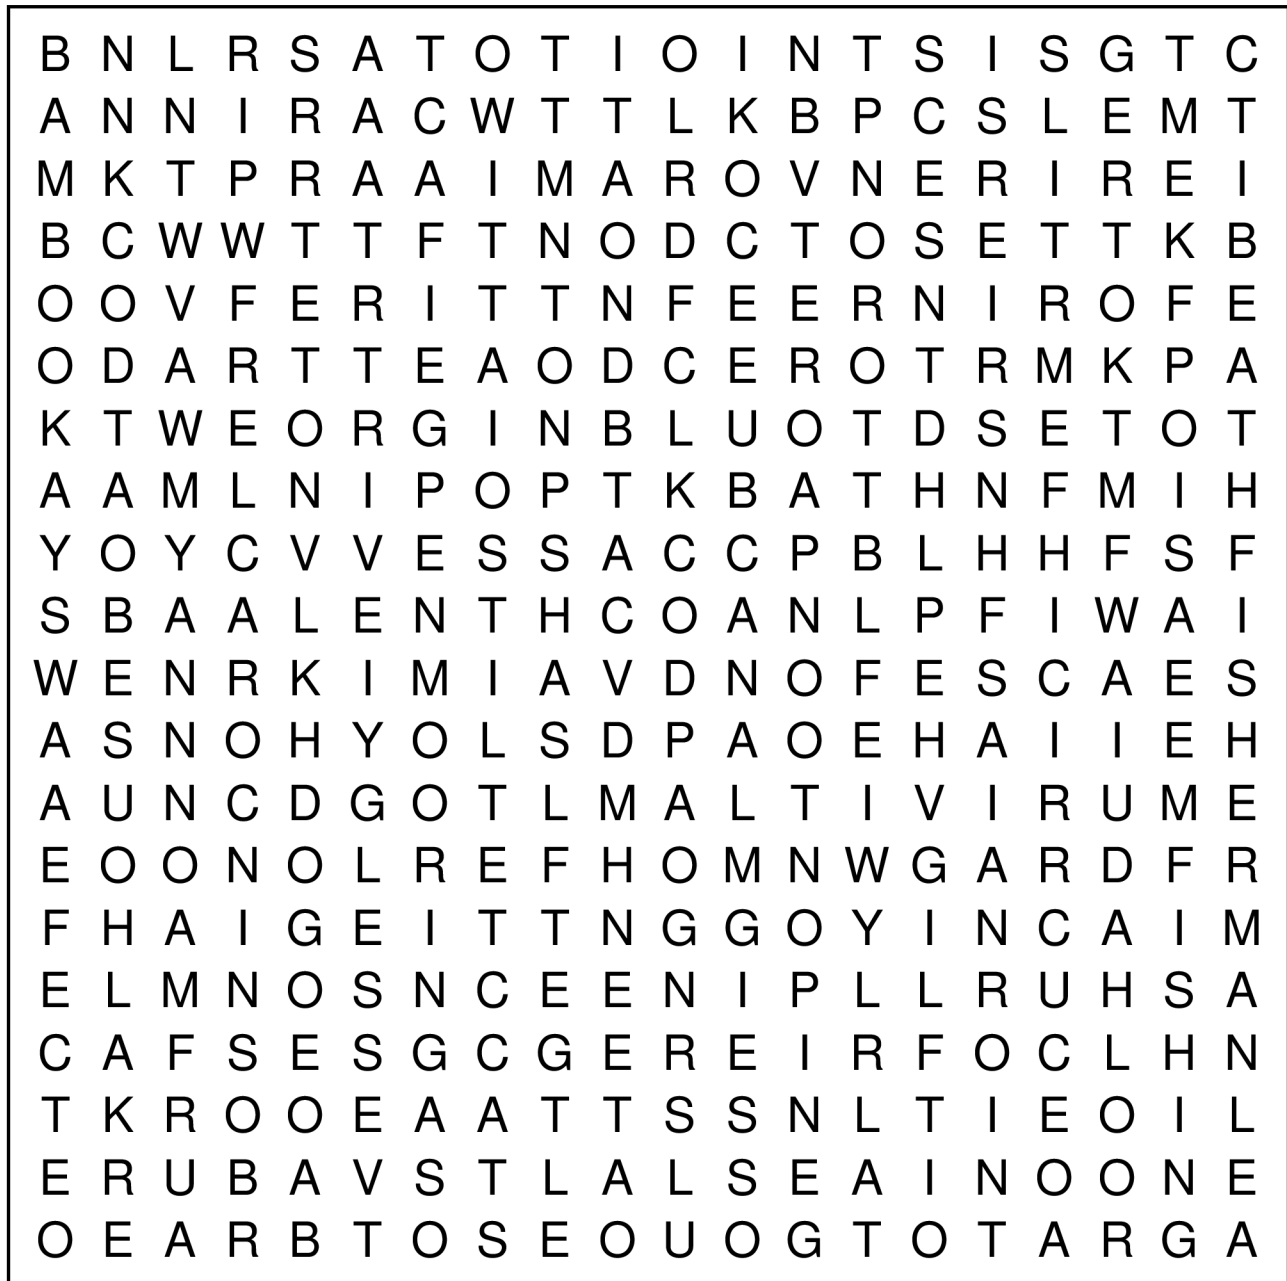 B N L R S A T O T I O I N T S I S G T C
A N N I R A C W T T L K B P C S L E M T
M K T P R A A I M A R O V N E R I R E I
B C W W T T F T N O D C T O S E T T K B
O O V F E R I T T N F E E R N I R O F E
O D A R T T E A O D C E R O T R M K P A
K T W E O R G I N B L U O T D S E T O T
A A M L N I P O P T K B A T H N F M I H
Y O Y C V V E S S A C C P B L H H F S F
S B A A L E N T H C O A N L P F I W A I
W E N R K I M I A V D N O F E S C A E S
A S N O H Y O L S D P A O E H A I I E H
A U N C D G O T L M A L T I V I R U M E
E O O N O L R E F H O M N W G A R D F R
F H A I G E I T T N G G O Y I N C A I M
E L M N O S N C E E N I P L L R U H S A
C A F S E S G C G E R E I R F O C L H N
T K R O O E A A T T S S N L T I E O I L
E R U B A V S T L A L S E A I N O O N E
O E A R B T O S E O U O G T O T A R G A